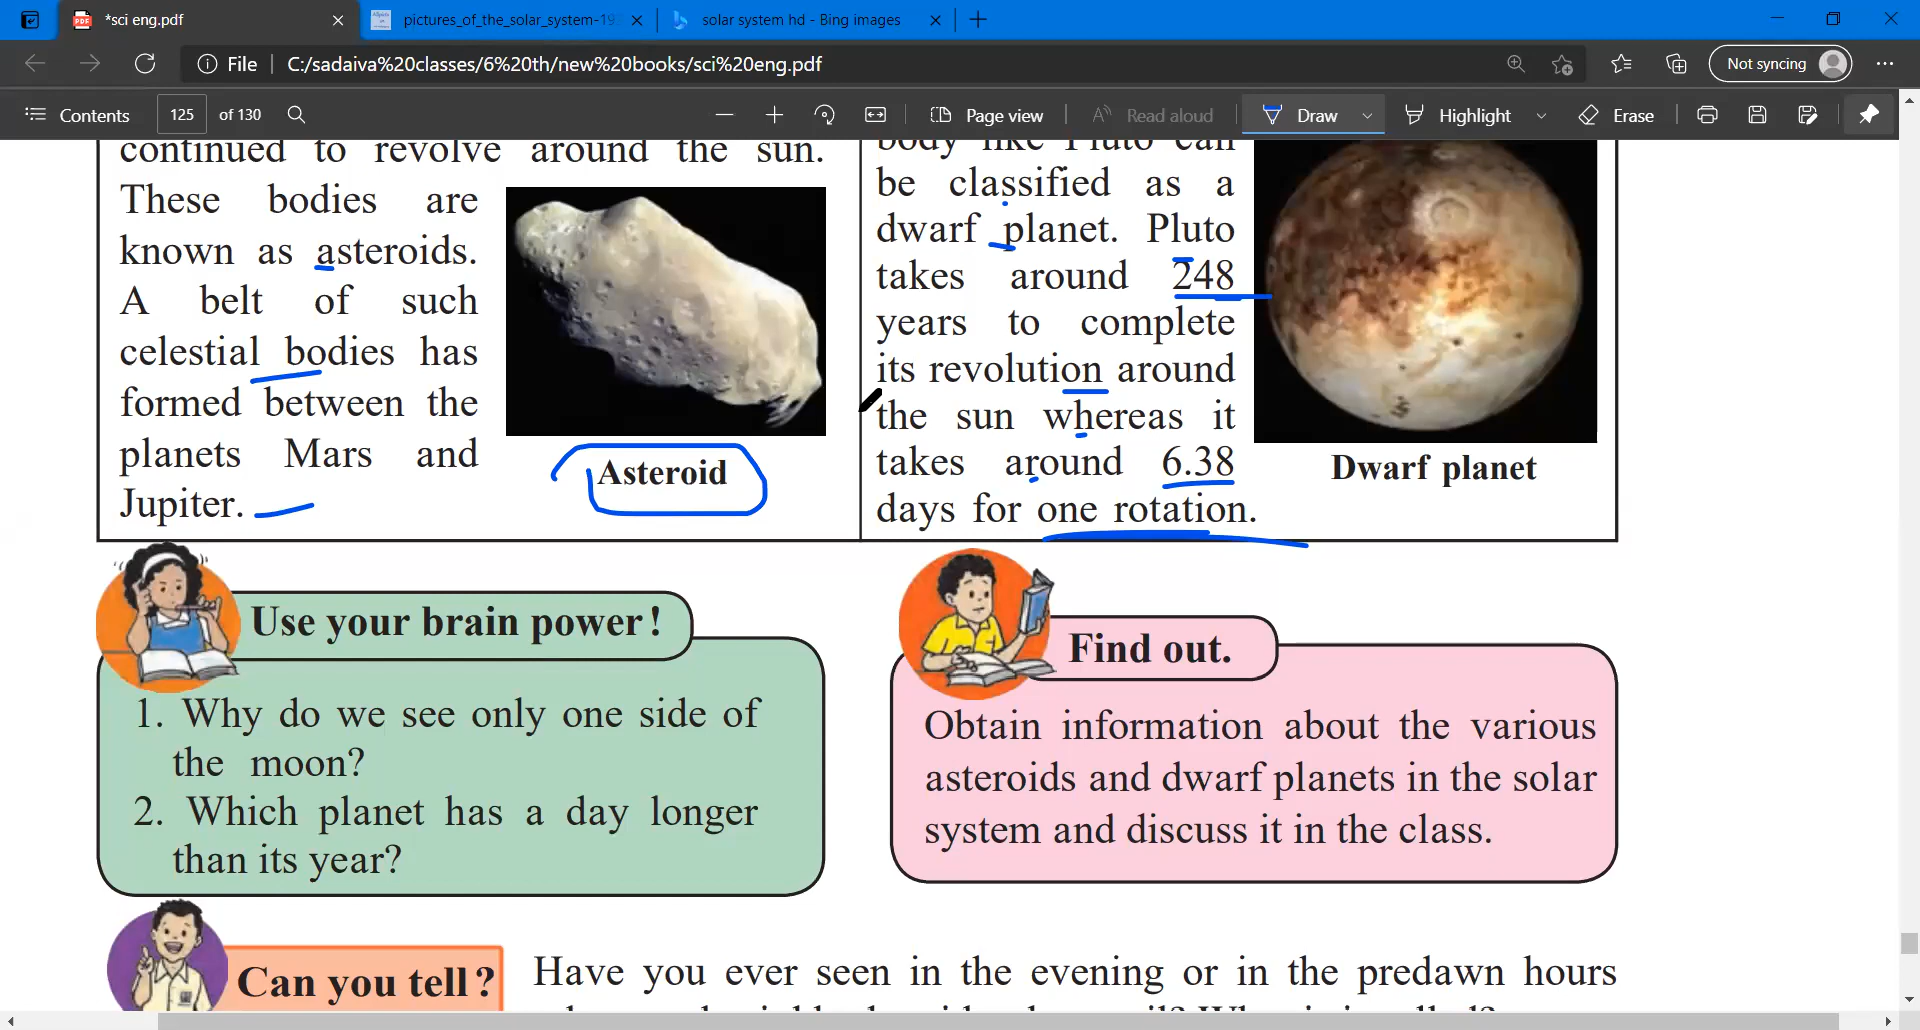 *sci eng.pdf
pictures_of_the_solar_system-19
solar system hd - Bing images
File
C:/sadaiva%20classes/6%20th/new%20books/sci%20eng.pdf
Not syncing
Contents
125
of 130
Page view
Read aloud
Draw
Highlight
Erase
continued to revolve around the sun.
These bodies are
known as asteroids.
A belt of such
celestial bodies has
formed between the
planets Mars and
Jupiter.
Asteroid
body like Pluto can
be classified as a
dwarf planet. Pluto
takes around 248
years to complete
its revolution around
the sun whereas it
takes around 6.38
days for one rotation.
Dwarf planet
Use your brain power!
1. Why do we see only one side of
the moon?
2. Which planet has a day longer
than its year?
Find out.
Obtain information about the various
asteroids and dwarf planets in the solar
system and discuss it in the class.
Can you tell?
Have you ever seen in the evening or in the predawn hours